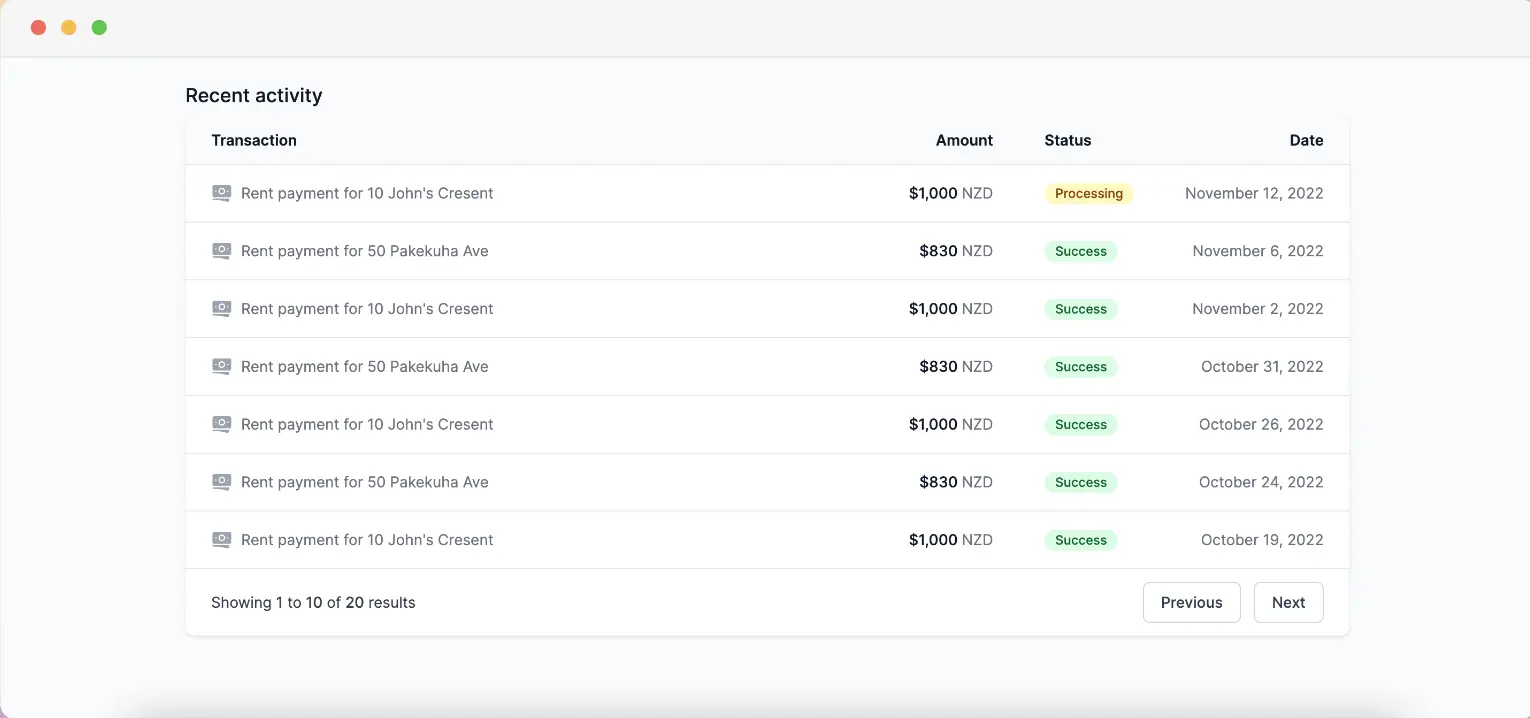 Recent activity
Transaction Amount Status Date
Rent payment for 10 John's Cresent $1,000 NZD Processing November 12, 2022
Rent payment for 50 Pakekuha Ave $830 NZD Success November 6, 2022
Rent payment for 10 John's Cresent $1,000 NZD Success November 2, 2022
Rent payment for 50 Pakekuha Ave $830 NZD Success October 31, 2022
Rent payment for 10 John's Cresent $1,000 NZD Success October 26, 2022
Rent payment for 50 Pakekuha Ave $830 NZD Success October 24, 2022
Rent payment for 10 John's Cresent $1,000 NZD Success October 19, 2022
Showing 1 to 10 of 20 results Previous Next